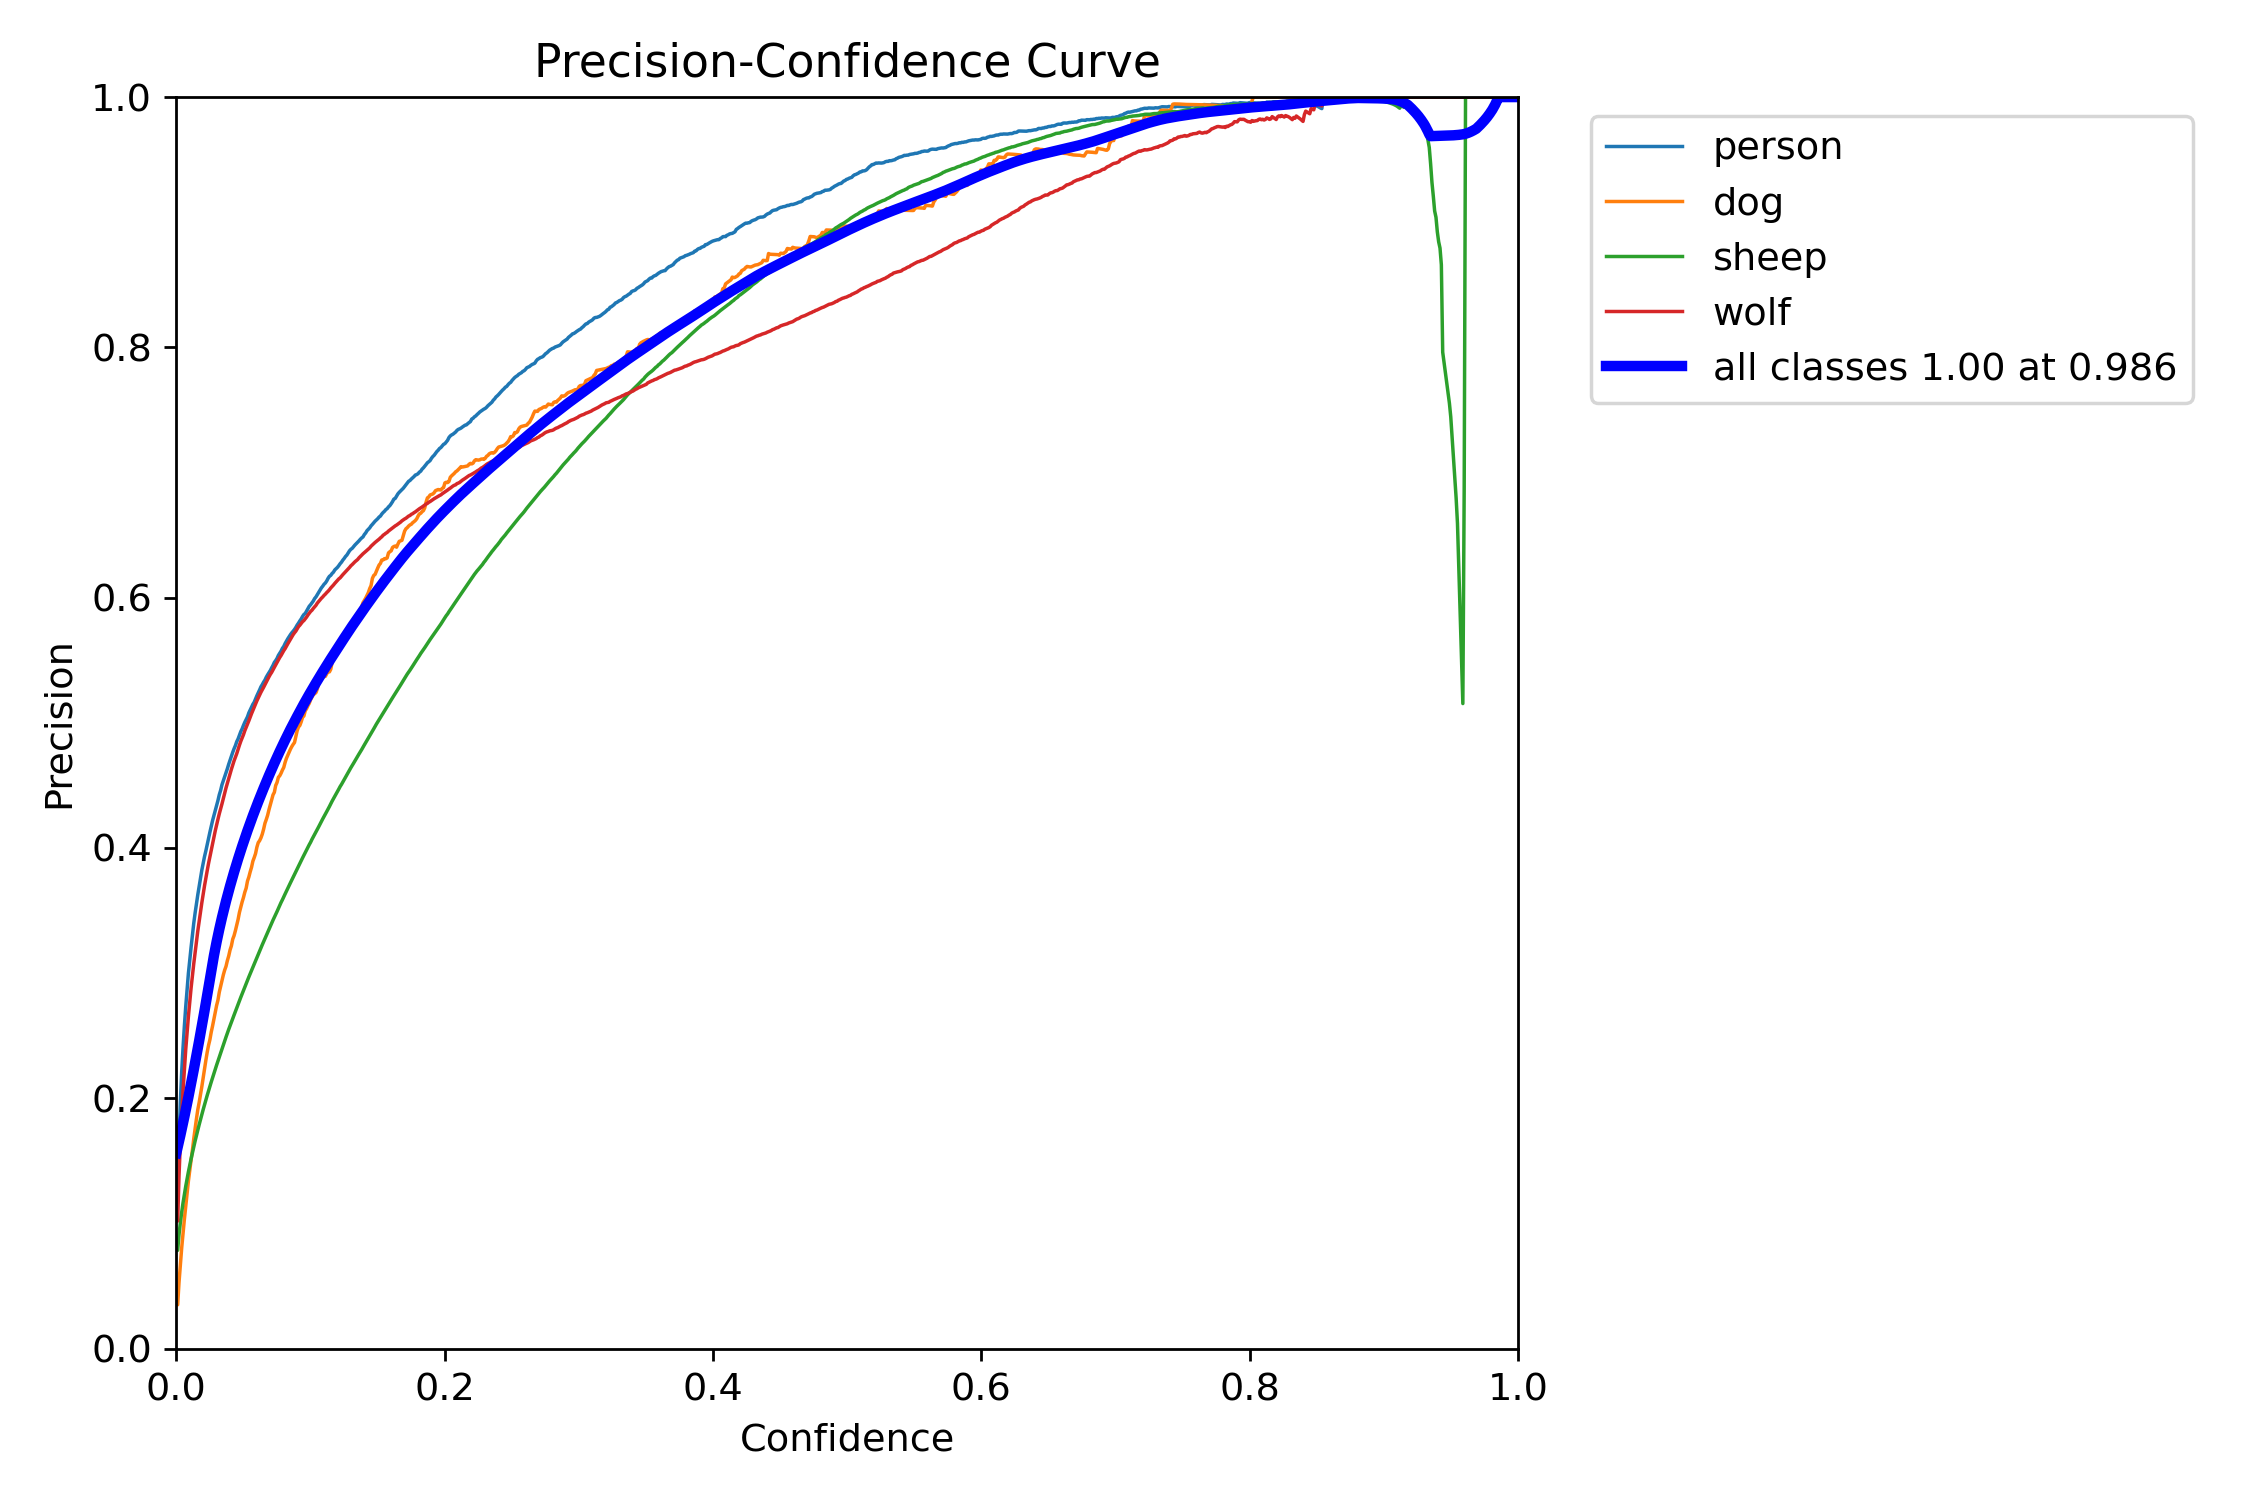 Precision-Confidence Curve
1.0
0.8
0.6
0.4
0.2
0.0
Precision
0.0 0.2 0.4 0.6 0.8 1.0
Confidence
person
dog
sheep
wolf
all classes 1.00 at 0.986